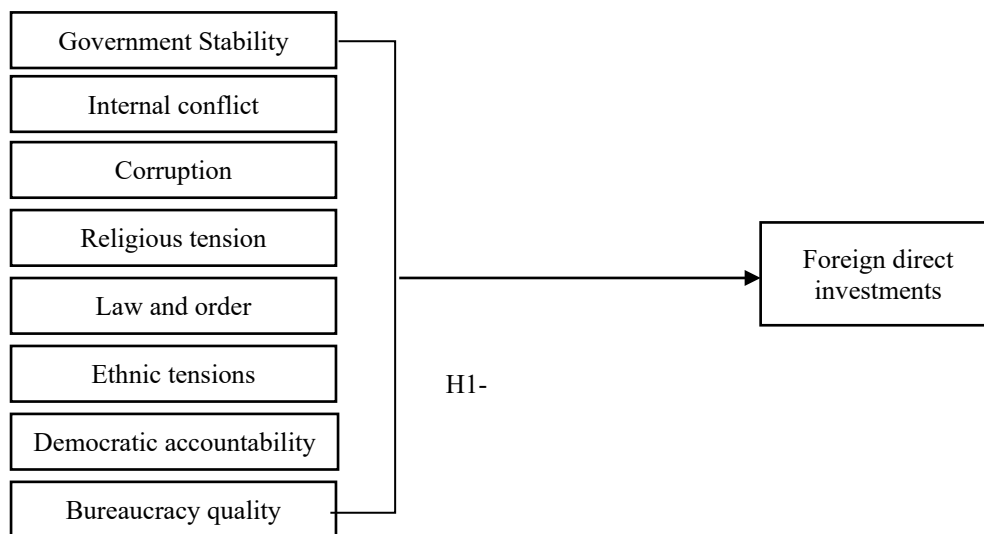 Government Stability
Internal conflict
Corruption
Religious tension
Law and order
Ethnic tensions
Democratic accountability
Bureaucracy quality
Foreign direct
investments
H1-